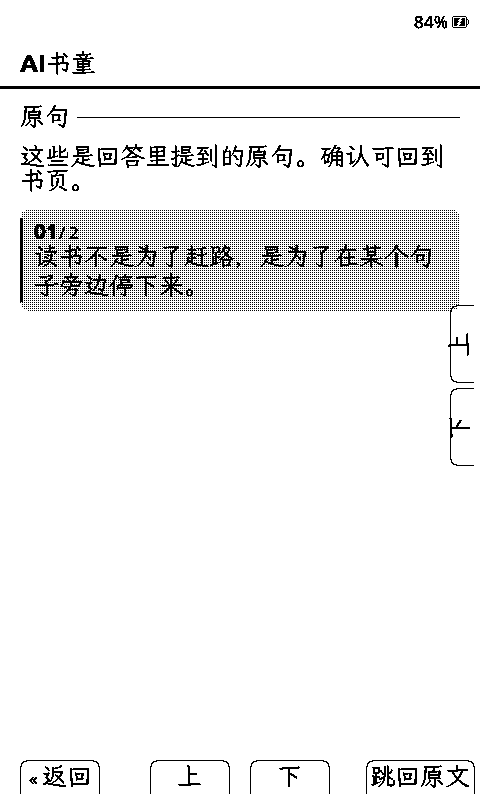 84%
AI书童
原句
这些是回答里提到的原句。确认可回到
书页。
01/ 2
读书不是为了赶路，是为了在某个句
子旁边停下来。
上
下
« 返回
上
下
跳回原文